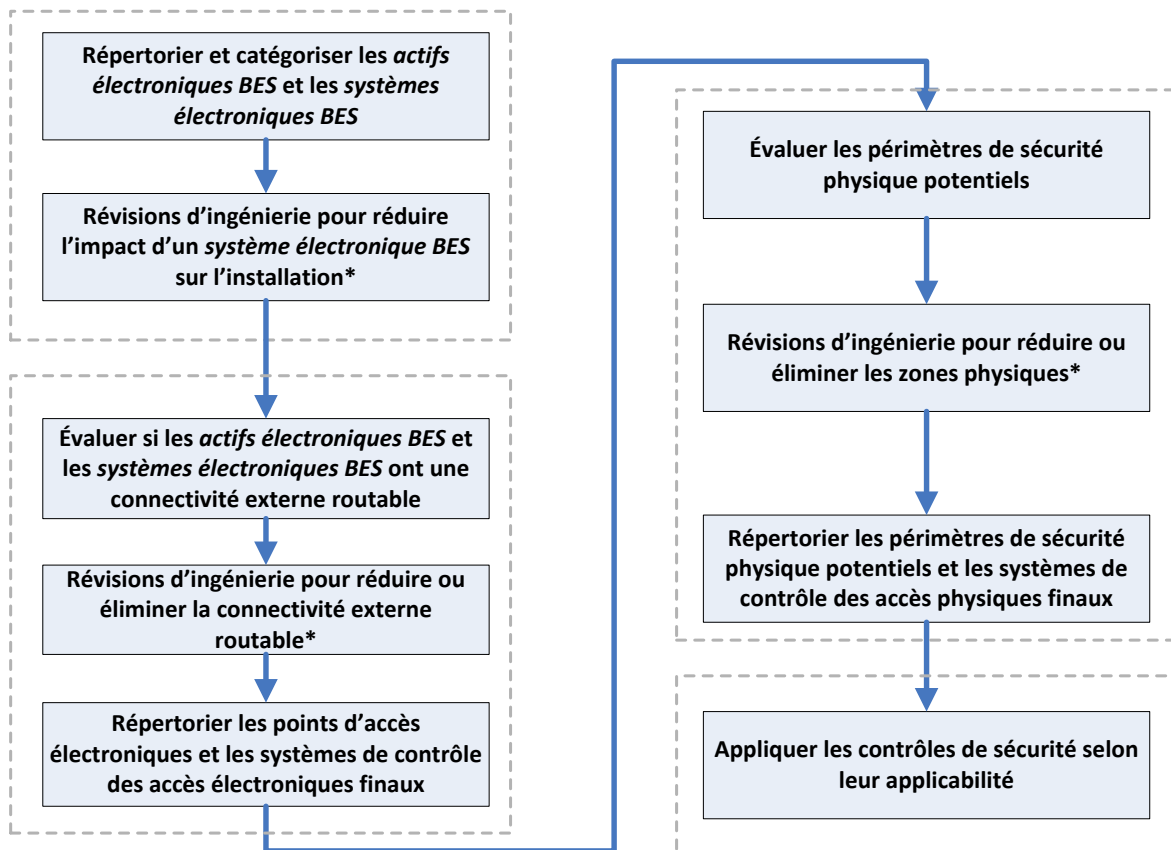 Répertorier et catégoriser les actifs
électroniques BES et les systèmes
électroniques BES
Révisions d’ingénierie pour réduire
l’impact d’un système électronique BES
sur l’installation*
Évaluer si les actifs électroniques BES et
les systèmes électroniques BES ont une
connectivité externe routable
Révisions d’ingénierie pour réduire ou
éliminer la connectivité externe
routable*
Répertorier les points d’accès
électroniques et les systèmes de contrôle
des accès électroniques finaux
Évaluer les périmètres de sécurité
physique potentiels
Révisions d’ingénierie pour réduire ou
éliminer les zones physiques*
Répertorier les périmètres de sécurité
physique potentiels et les systèmes de
contrôle des accès physiques finaux
Appliquer les contrôles de sécurité selon
leur applicabilité